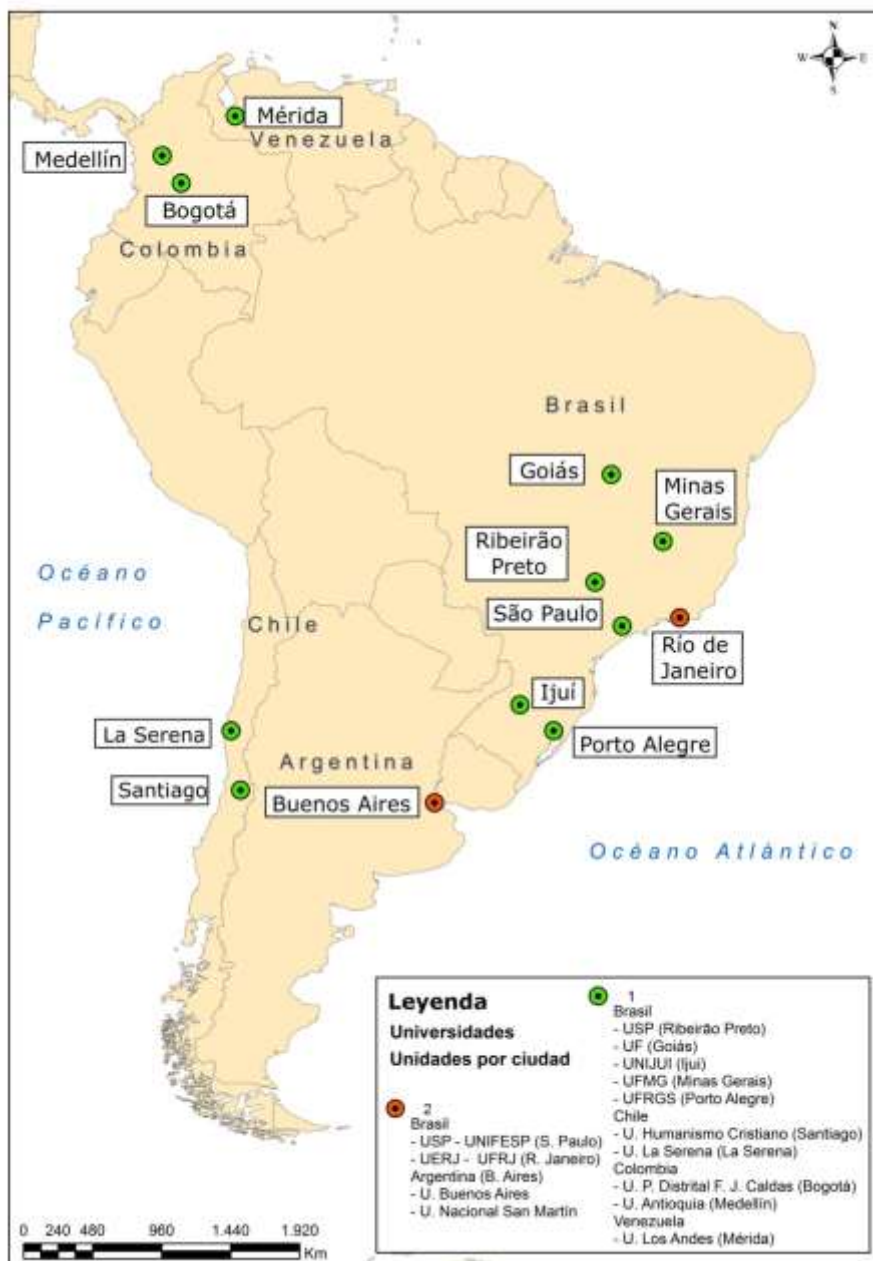 N
W E
S
Mérida
Venezuela
Medellín
Bogotá
Colombia
Brasil
Goiás
Minas
Gerais
Ribeirão
Preto
Océano
Pacífico
Chile
São Paulo
Río de
Janeiro
Ijuí
La Serena
Porto Alegre
Argentina
Santiago
Buenos Aires
Océano Atlántico
Leyenda
Universidades
Unidades por ciudad
2
Brasil
- USP - UNIFESP (S. Paulo)
- UERJ - UFRJ (R. Janeiro)
Argentina (B. Aires)
- U. Buenos Aires
- U. Nacional San Martín
1
Brasil
- USP (Ribeirão Preto)
- UF (Goiás)
- UNIJUI (Ijui)
- UFMG (Minas Gerais)
- UFRGS (Porto Alegre)
Chile
- U. Humanismo Cristiano (Santiago)
- U. La Serena (La Serena)
Colombia
- U. P. Distrital F. J. Caldas (Bogotá)
- U. Antioquia (Medellín)
Venezuela
- U. Los Andes (Mérida)
0 240 480 960 1.440 1.920
Km